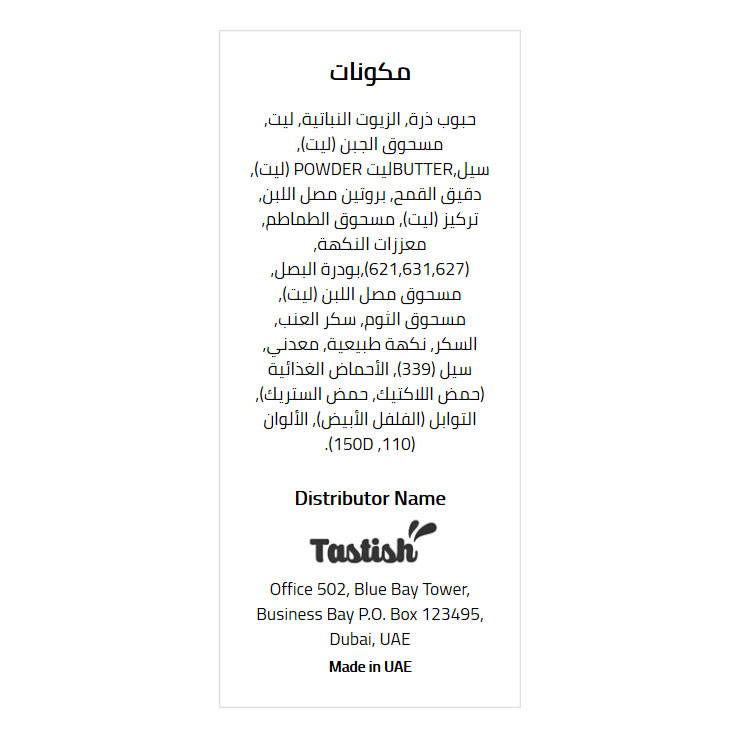 مكونات
حبوب ذرة, الزيوت النباتية, ليت,
مسحوق الجبن (ليت),
سيل,BUTTERليت POWDER (ليت),
دقيق القمح, بروتين مصل اللبن,
تركيز (ليت), مسحوق الطماطم,
معززات النكهة,
(621,631,627),بودرة البصل,
مسحوق مصل اللبن (ليت),
مسحوق الثوم, سكر العنب,
السكر, نكهة طبيعية, معدني,
سيل (339), الأحماض الغذائية
(حمض اللاكتيك, حمض الستريك),
التوابل (الفلفل الأبيض), الألوان
(110, 150D).
Distributor Name
Tastish
Office 502, Blue Bay Tower,
Business Bay P.O. Box 123495,
Dubai, UAE
Made in UAE